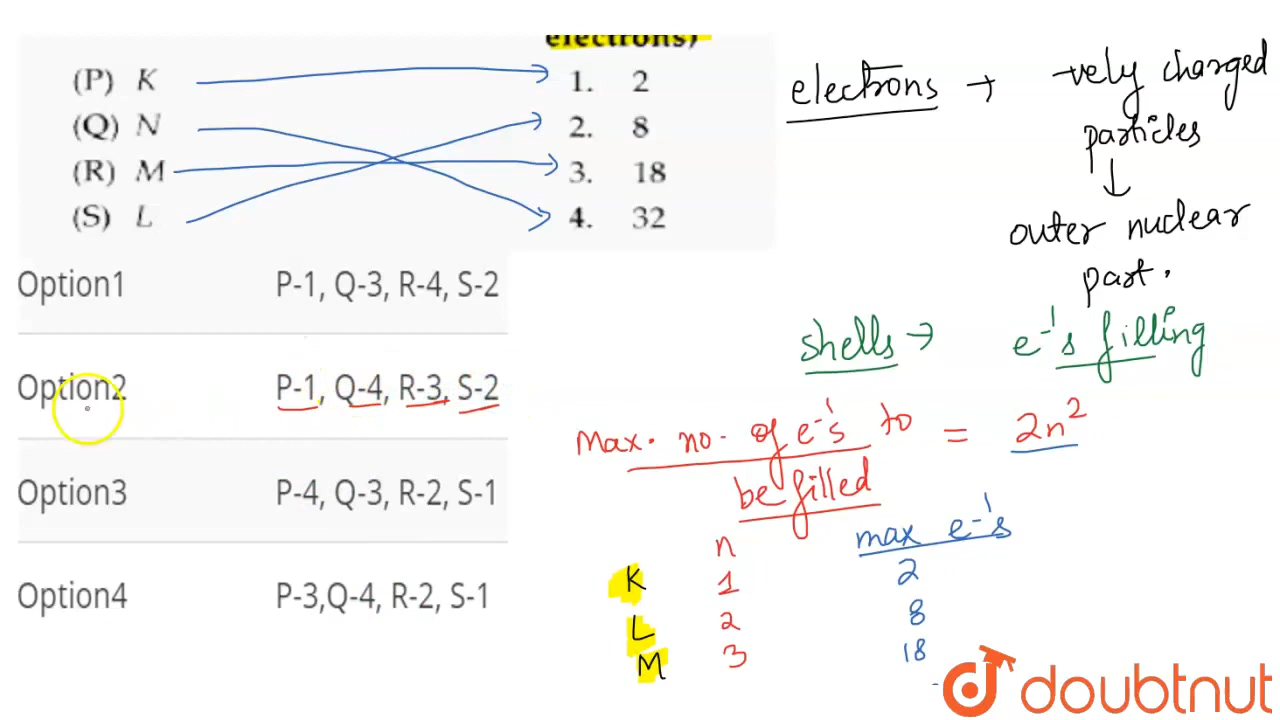 electrons)
(P) K 1. 2
(Q) N 2. 8
(R) M 3. 18
(S) L 4. 32
Option1 P-1, Q-3, R-4, S-2
Option2 P-1, Q-4, R-3, S-2
Option3 P-4, Q-3, R-2, S-1
Option4 P-3,Q-4, R-2, S-1
electrons → -vely charged
particles
↓
outer nuclear
part.
shells → e⁻'s filling
Max. no. of e⁻'s to = 2n²
be filled
n max e⁻'s
K 1 2
L 2 8
M 3 18
doubtnut